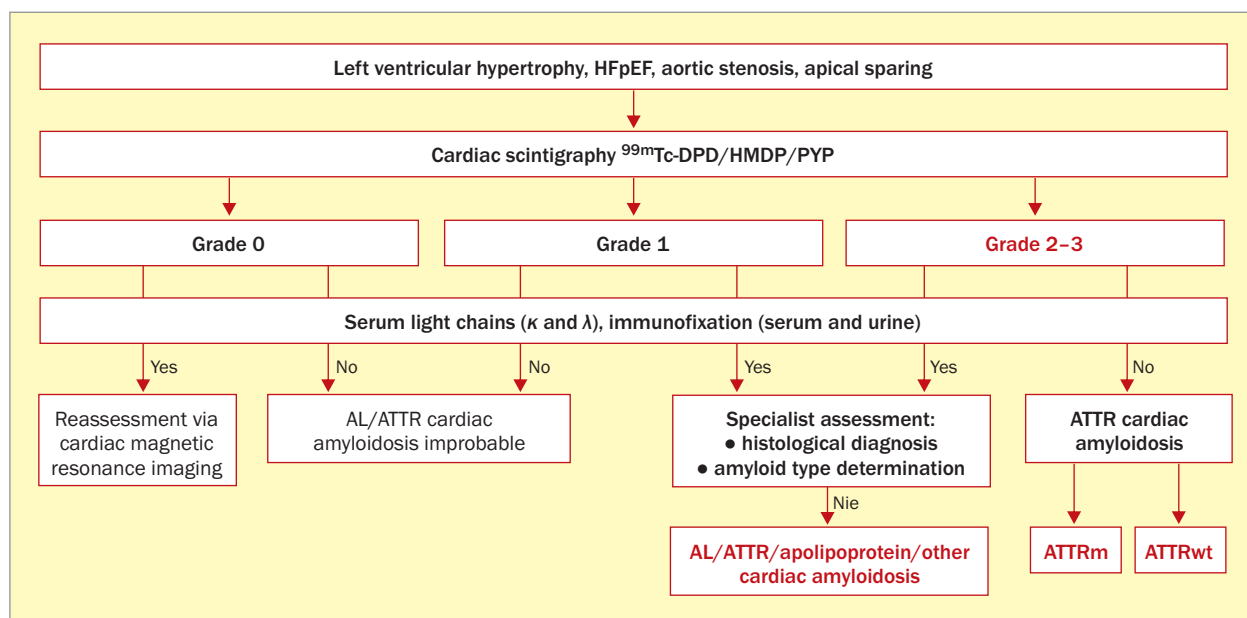 Left ventricular hypertrophy, HFpEF, aortic stenosis, apical sparing
Cardiac scintigraphy ⁹⁹ᵐTc-DPD/HMDP/PYP
Grade 0
Grade 1
Grade 2–3
Serum light chains (κ and λ), immunofixation (serum and urine)
Yes
No
No
Yes
Yes
No
Reassessment via
cardiac magnetic
resonance imaging
AL/ATTR cardiac
amyloidosis improbable
Specialist assessment:
● histological diagnosis
● amyloid type determination
ATTR cardiac
amyloidosis
Nie
AL/ATTR/apolipoprotein/other
cardiac amyloidosis
ATTRm
ATTRwt